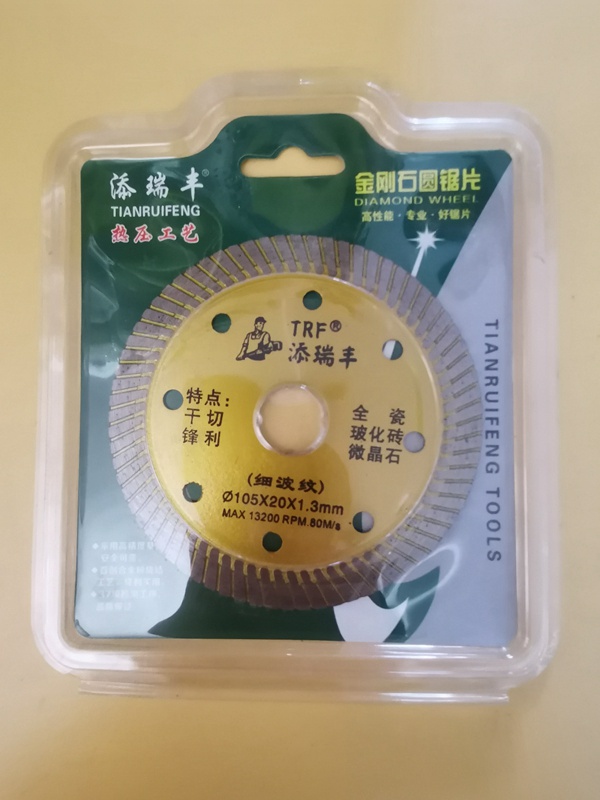 添瑞丰®
TIANRUIFENG
热压工艺
金刚石圆锯片
DIAMOND WHEEL
高性能·专业·好锯片
TRF®
添瑞丰
特点:
干切
锋利
全 瓷
玻化砖
微晶石
(细波纹)
Ø105X20X1.3mm
MAX 13200 RPM.80M/s
TIANRUIFENG TOOLS